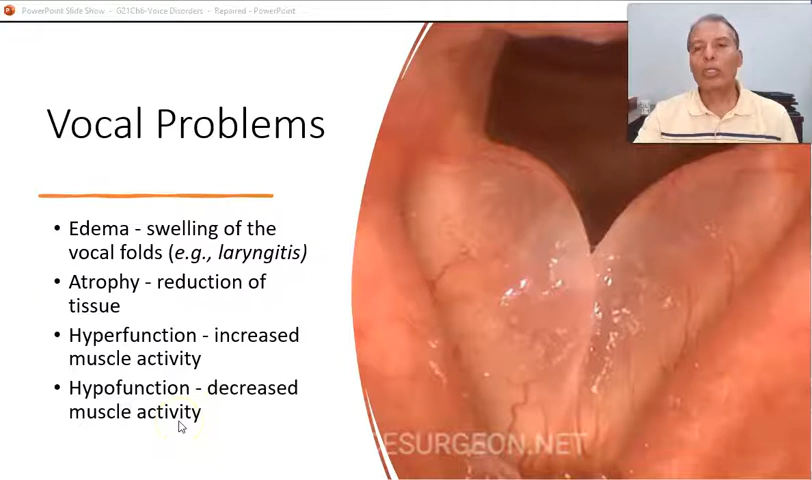 PowerPoint Slide Show - G21Ch6-Voice Disorders - Repaired - PowerPoint
Vocal Problems
• Edema - swelling of the
vocal folds (e.g., laryngitis)
• Atrophy - reduction of
tissue
• Hyperfunction - increased
muscle activity
• Hypofunction - decreased
muscle activity
ESURGEON.NET